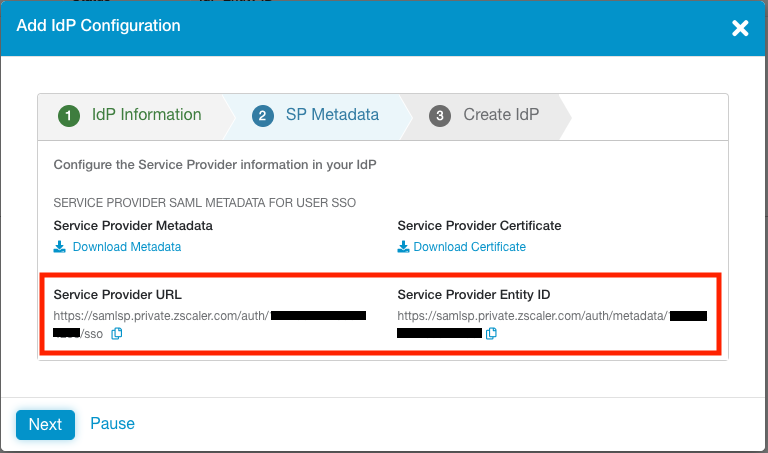 Add IdP Configuration
1 IdP Information 2 SP Metadata 3 Create IdP
Configure the Service Provider information in your IdP
SERVICE PROVIDER SAML METADATA FOR USER SSO
Service Provider Metadata
Download Metadata
Service Provider Certificate
Download Certificate
Service Provider URL
https://samlsp.private.zscaler.com/auth/
/sso
Service Provider Entity ID
https://samlsp.private.zscaler.com/auth/metadata/
Next Pause